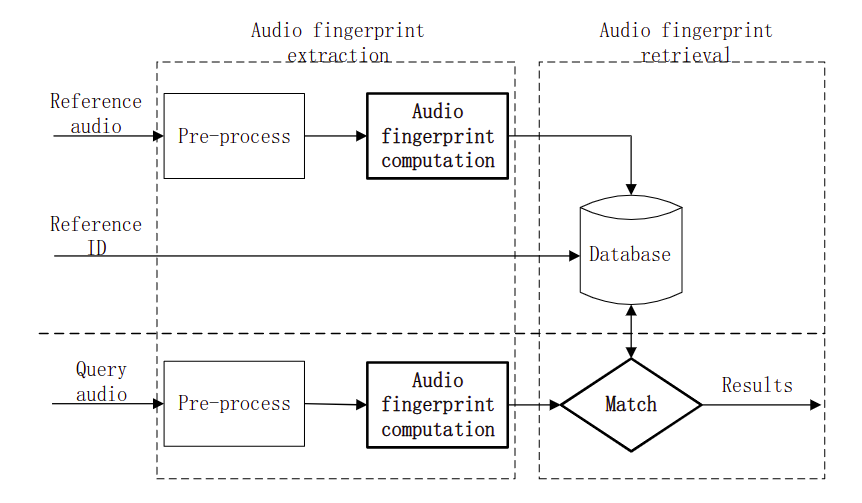 Audio fingerprint
extraction
Audio fingerprint
retrieval
Reference
audio
Pre-process
Audio
fingerprint
computation
Reference
ID
Database
Query
audio
Pre-process
Audio
fingerprint
computation
Match
Results